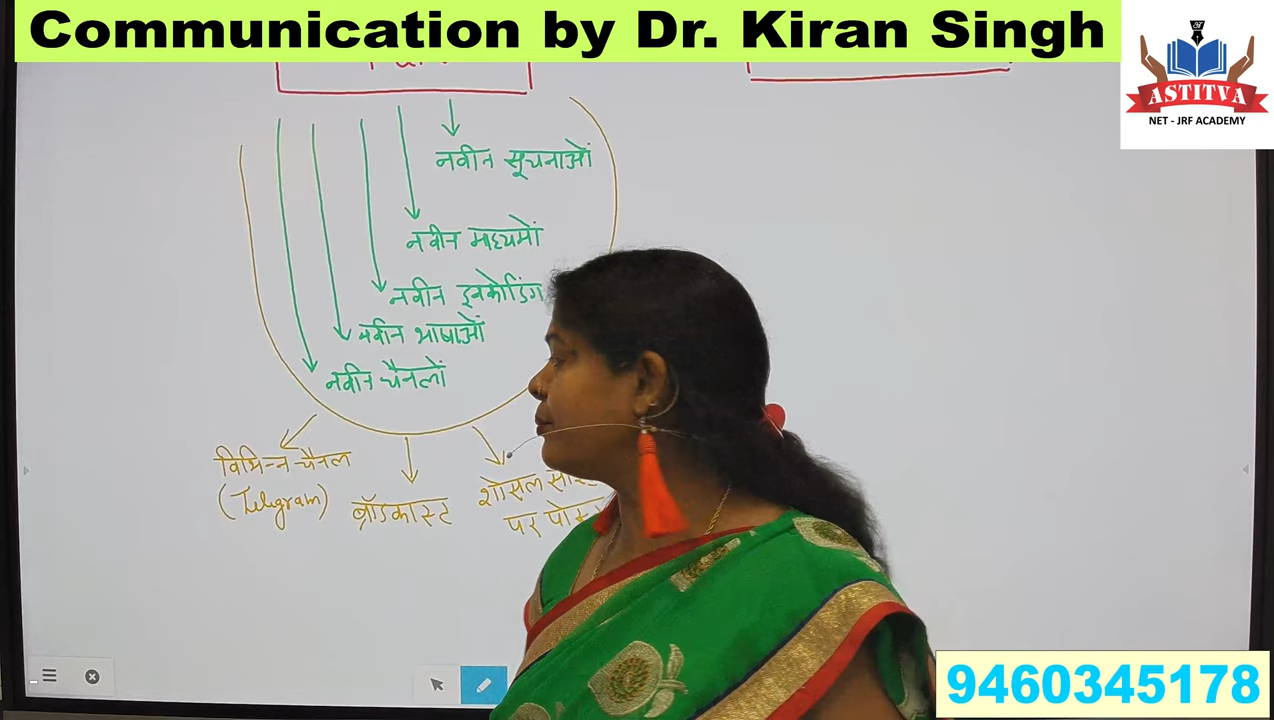 Communication by Dr. Kiran Singh
ASTITVA
NET - JRF ACADEMY
नवीन सूचनाओं
नवीन माध्यमों
नवीन इनकोडिंग
नवीन भाषाओं
नवीन चैनलों
विभिन्न चैनल
(Telegram)
ब्रॉडकास्ट
शोसल
पर
9460345178